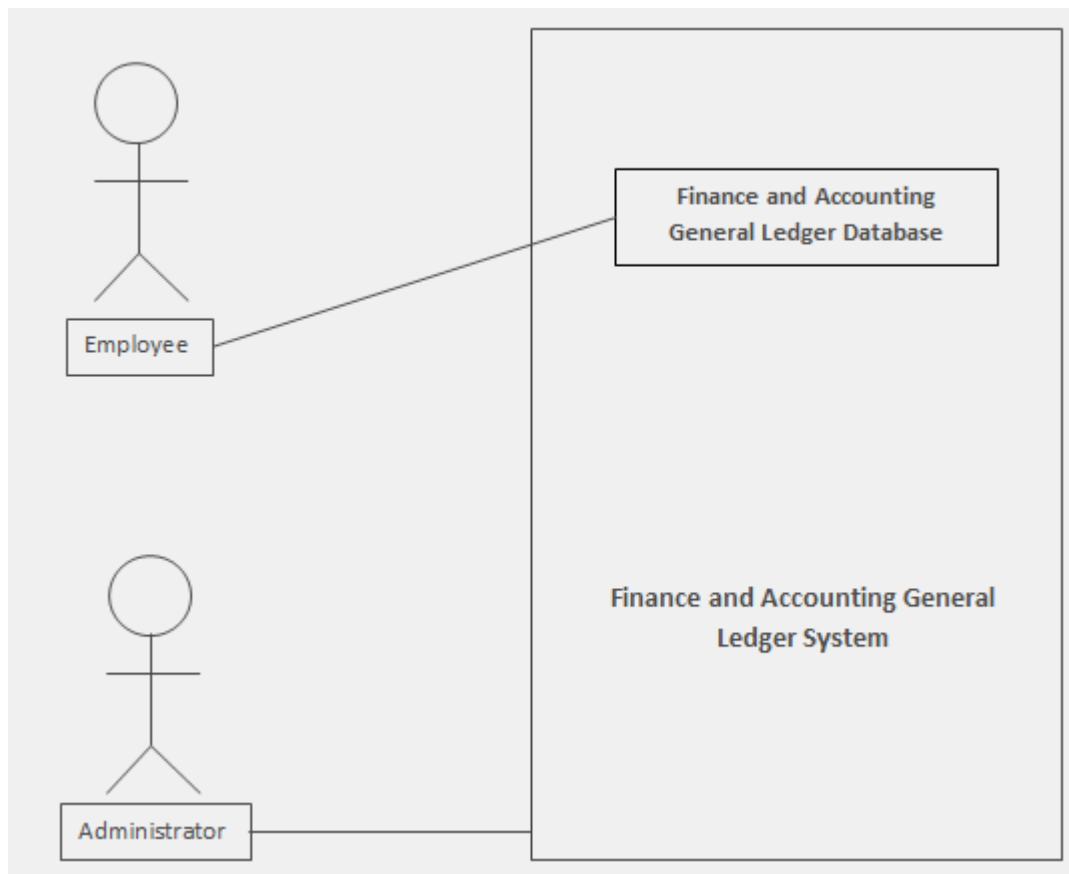 Finance and Accounting
General Ledger Database
Employee
Finance and Accounting General
Ledger System
Administrator